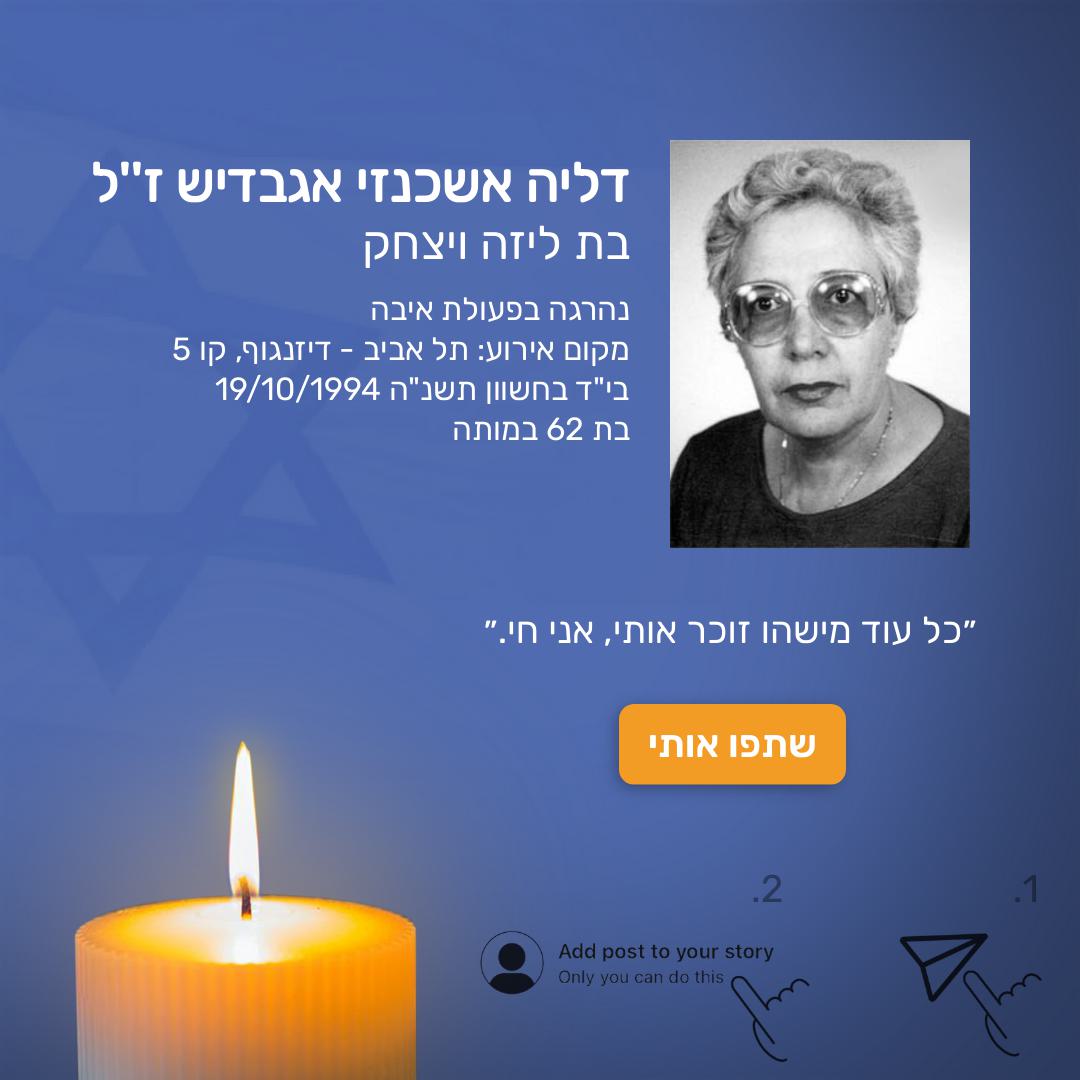 דליה אשכנזי אגבדיש ז"ל
בת ליזה ויצחק
נהרגה בפעולת איבה
מקום אירוע: תל אביב - דיזנגוף, קו 5
בי"ד בחשוון תשנ"ה 19/10/1994
בת 62 במותה
״כל עוד מישהו זוכר אותי, אני חי.״
שתפו אותי
1.
2.
Add post to your story
Only you can do this